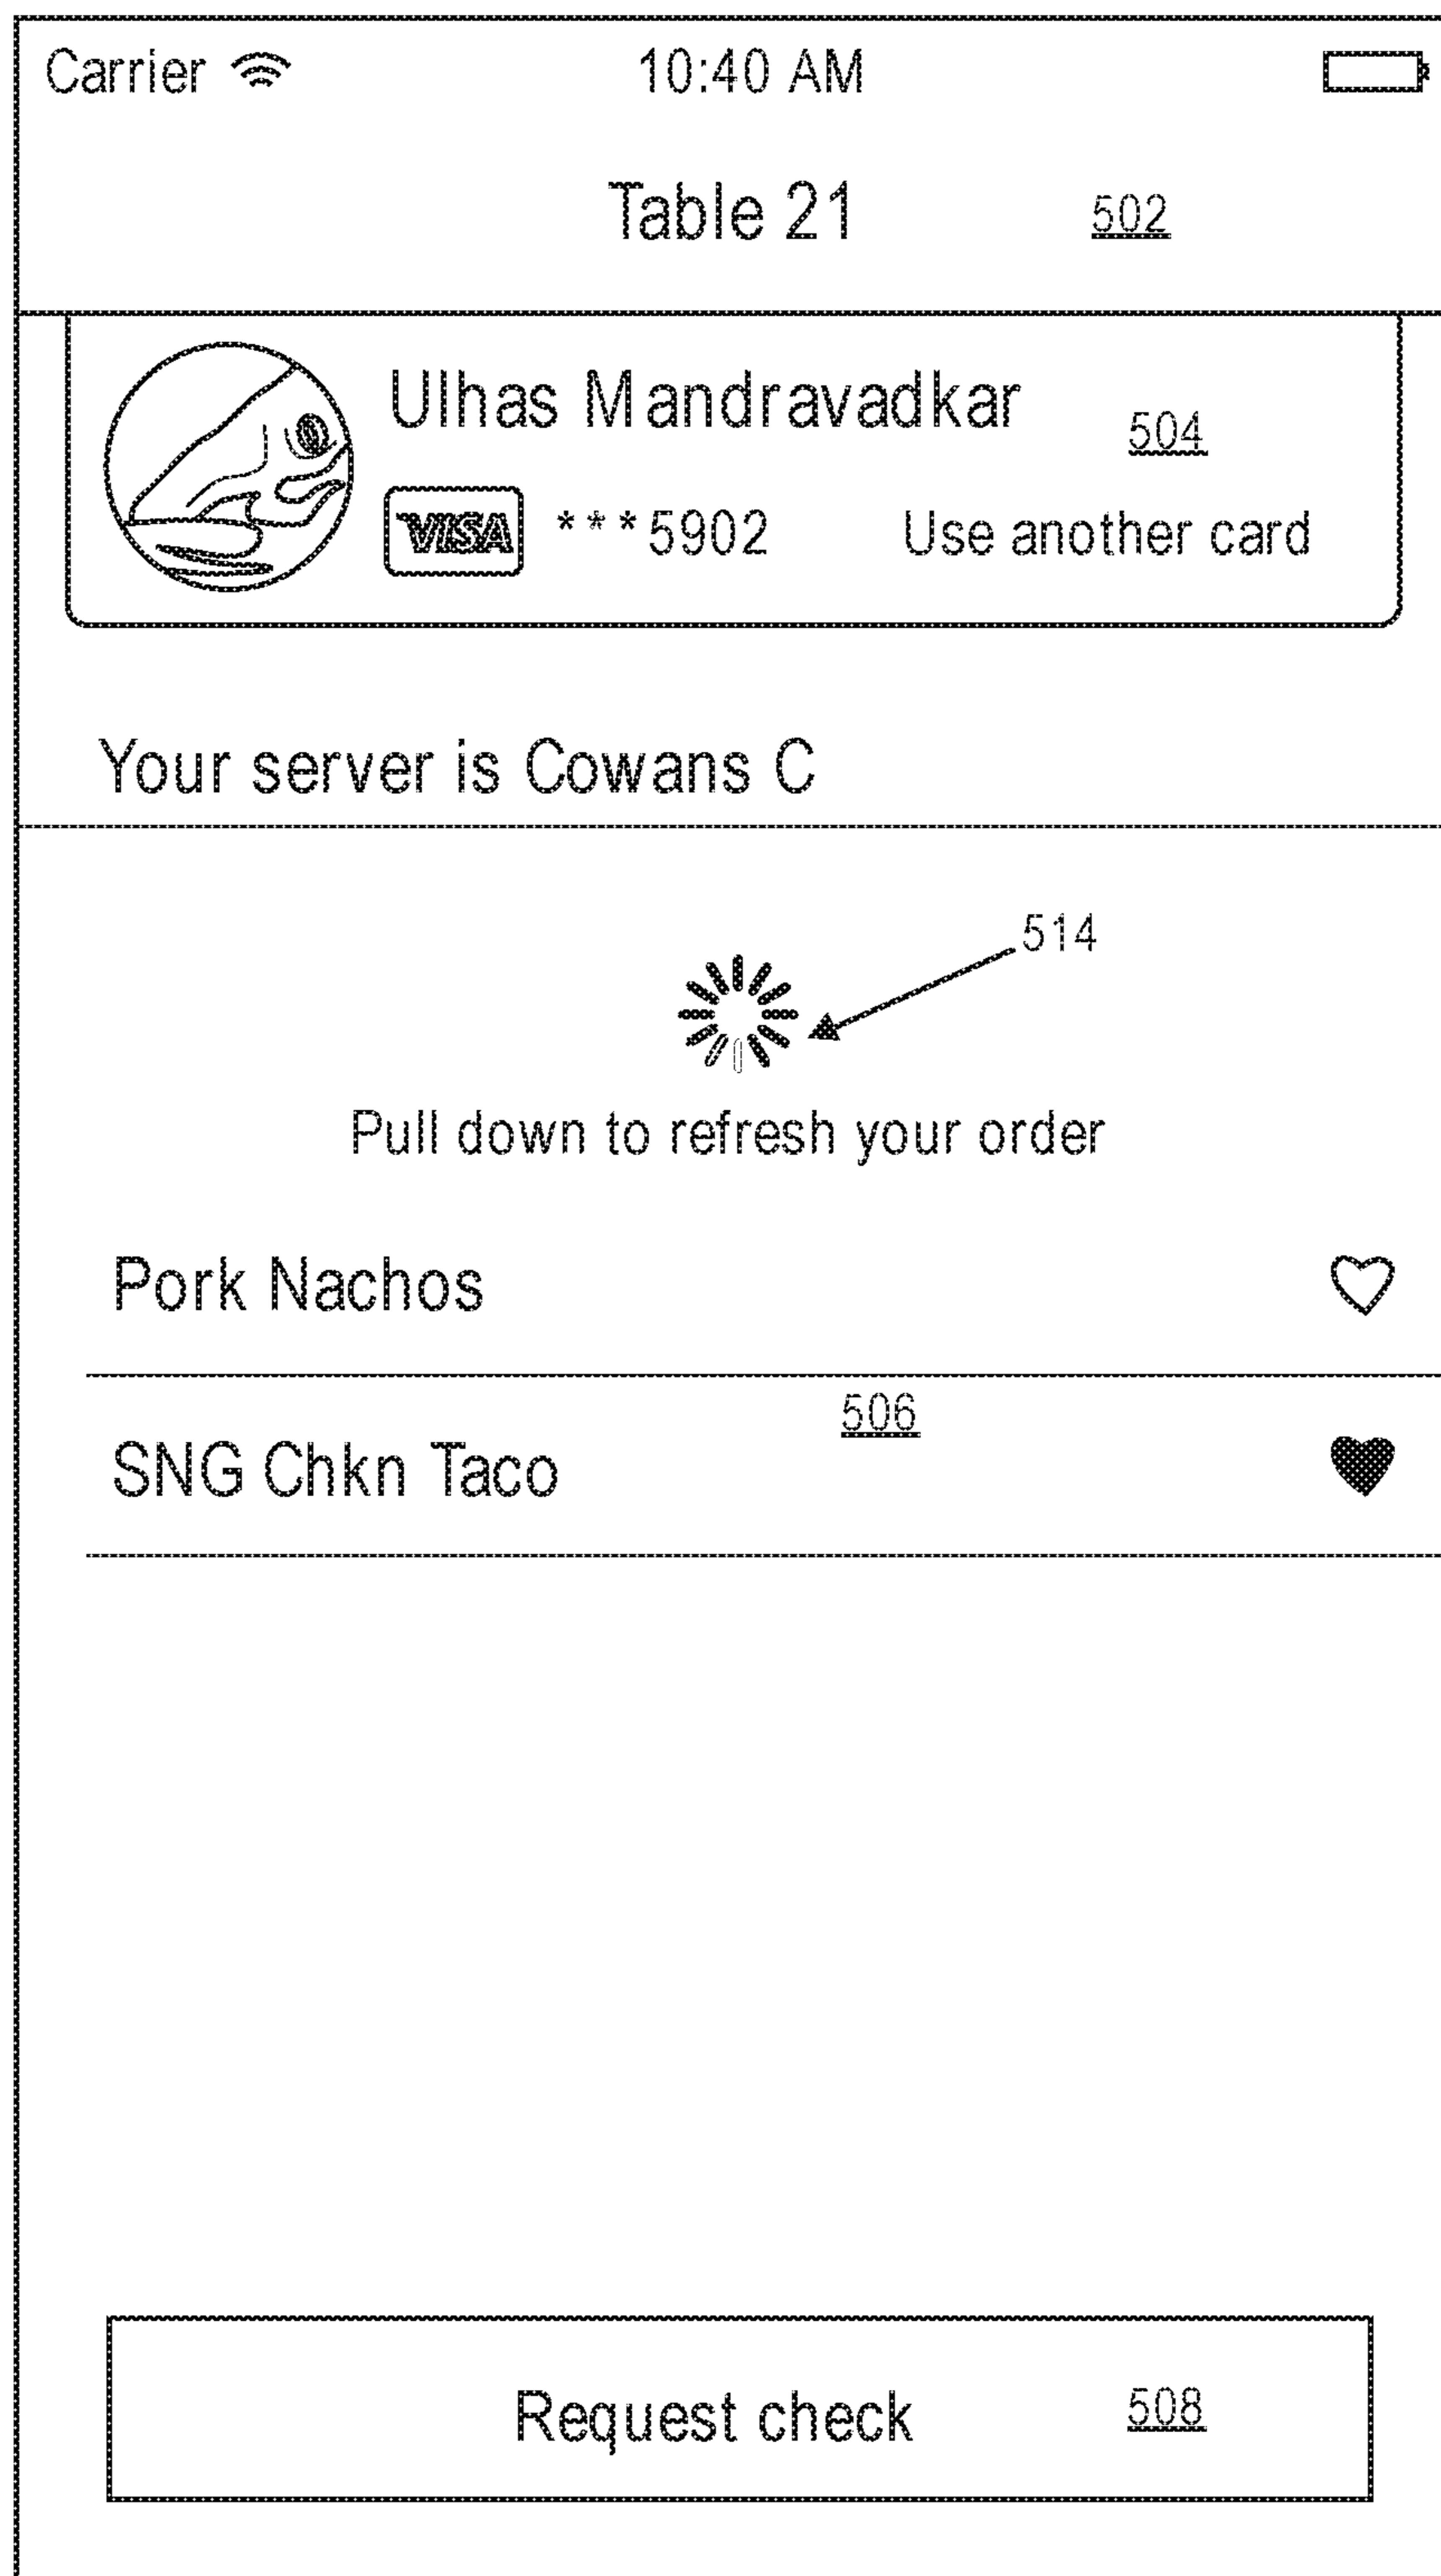 Carrier 10:40 AM
Table 21 502
Ulhas Mandravadkar 504
VISA ***5902 Use another card
Your server is Cowans C
514
Pull down to refresh your order
Pork Nachos
506
SNG Chkn Taco
Request check 508